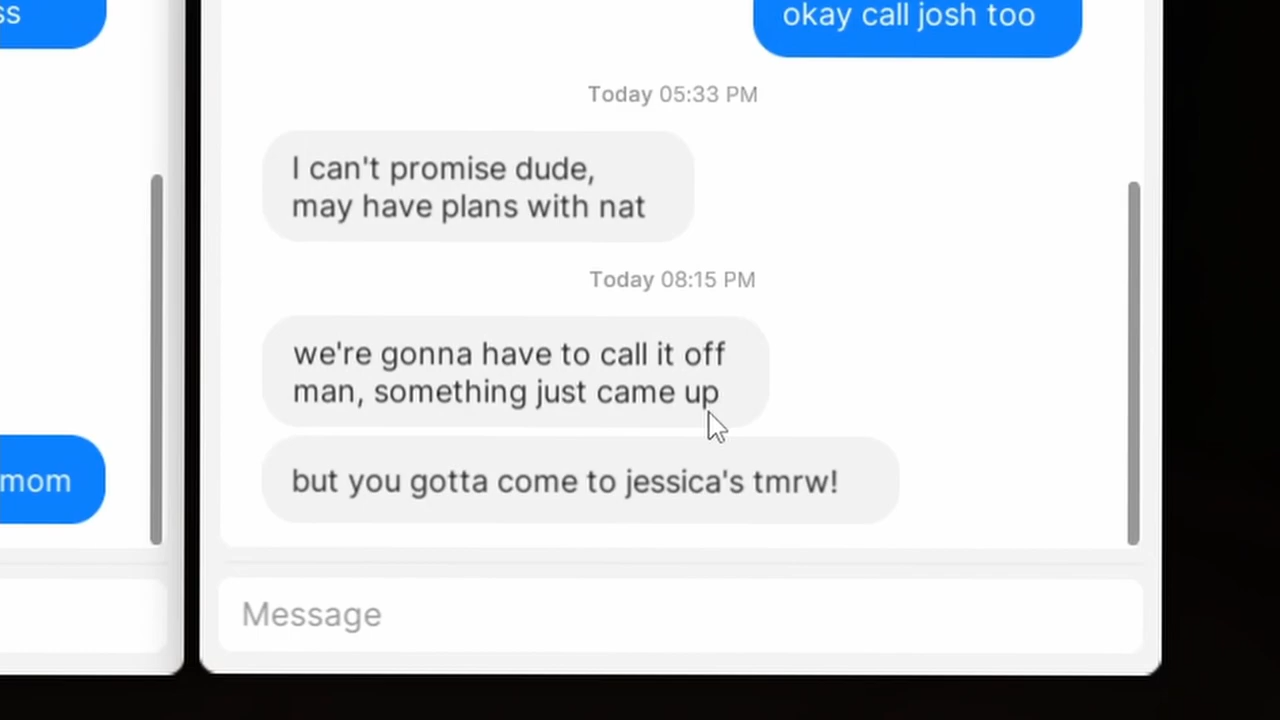 ss
okay call josh too
Today 05:33 PM
I can't promise dude,
may have plans with nat
Today 08:15 PM
we're gonna have to call it off
man, something just came up
but you gotta come to jessica's tmrw!
mom
Message